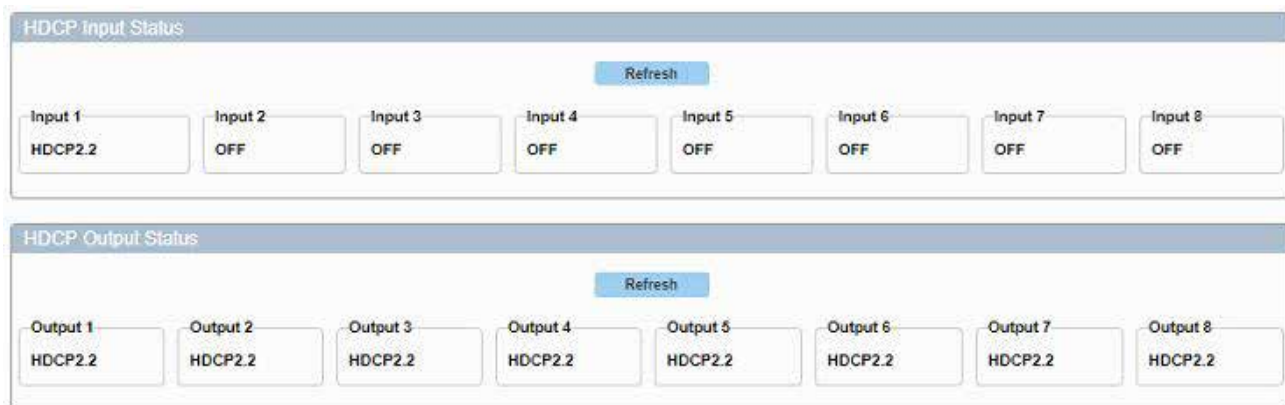 HDCP Input Status
Refresh
Input 1 Input 2 Input 3 Input 4 Input 5 Input 6 Input 7 Input 8
HDCP2.2 OFF OFF OFF OFF OFF OFF OFF
HDCP Output Status
Refresh
Output 1 Output 2 Output 3 Output 4 Output 5 Output 6 Output 7 Output 8
HDCP2.2 HDCP2.2 HDCP2.2 HDCP2.2 HDCP2.2 HDCP2.2 HDCP2.2 HDCP2.2